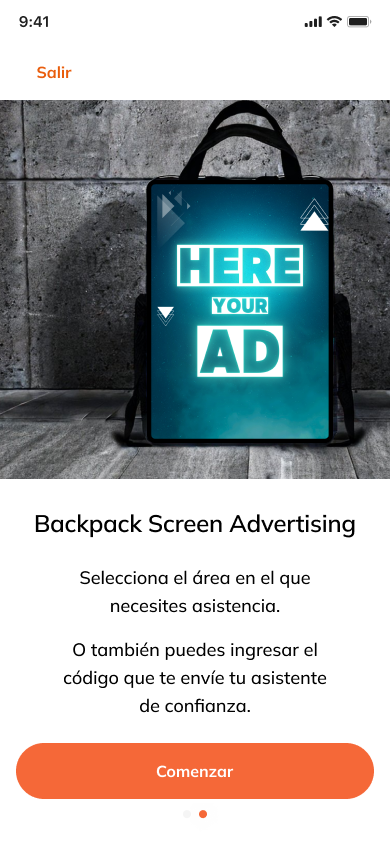 9:41
Salir
HERE
YOUR
AD
Backpack Screen Advertising
Selecciona el área en el que
necesites asistencia.
O también puedes ingresar el
código que te envíe tu asistente
de confianza.
Comenzar